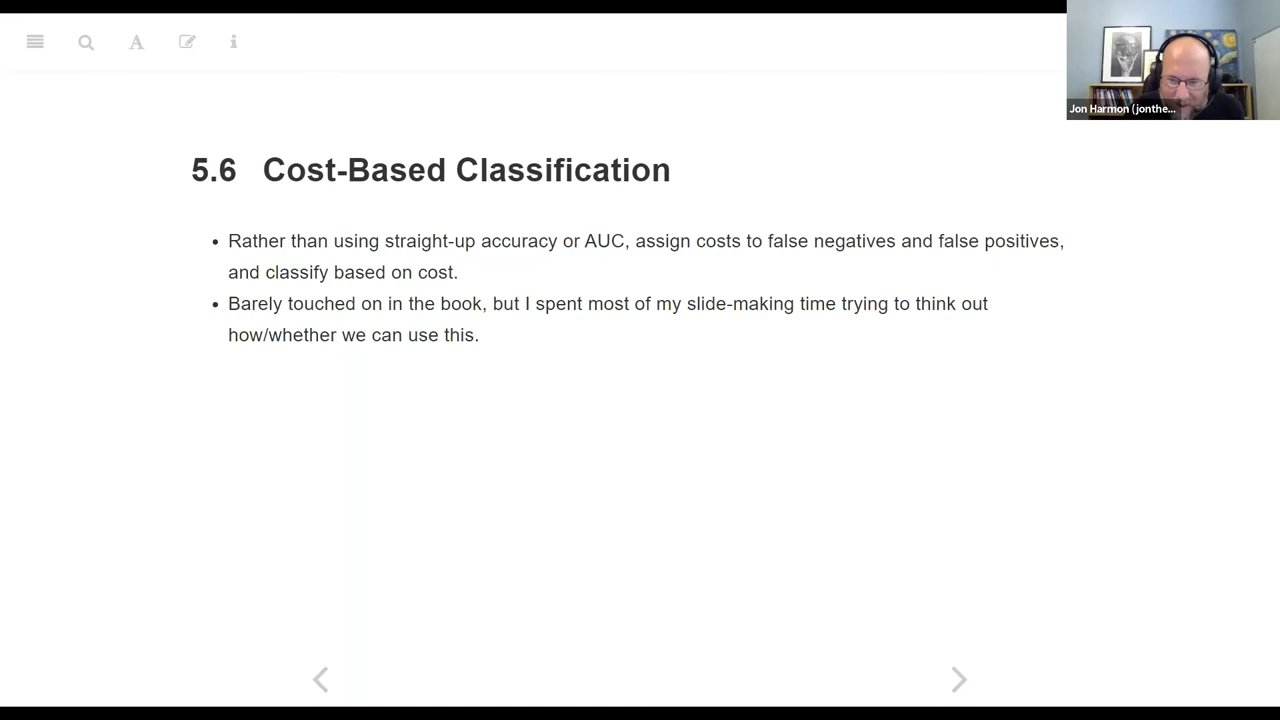 Jon Harmon (jonthe...
5.6 Cost-Based Classification
• Rather than using straight-up accuracy or AUC, assign costs to false negatives and false positives,
and classify based on cost.
• Barely touched on in the book, but I spent most of my slide-making time trying to think out
how/whether we can use this.